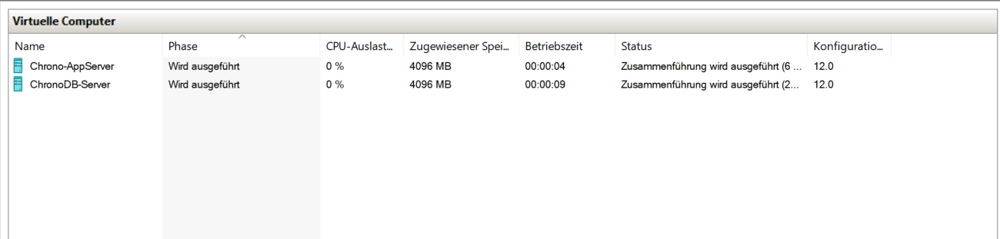 Virtuelle Computer
Name Phase CPU-Auslast... Zugewiesener Spei... Betriebszeit Status Konfiguratio...
Chrono-AppServer Wird ausgeführt 0 % 4096 MB 00:00:04 Zusammenführung wird ausgeführt (6 ... 12.0
ChronoDB-Server Wird ausgeführt 0 % 4096 MB 00:00:09 Zusammenführung wird ausgeführt (2... 12.0